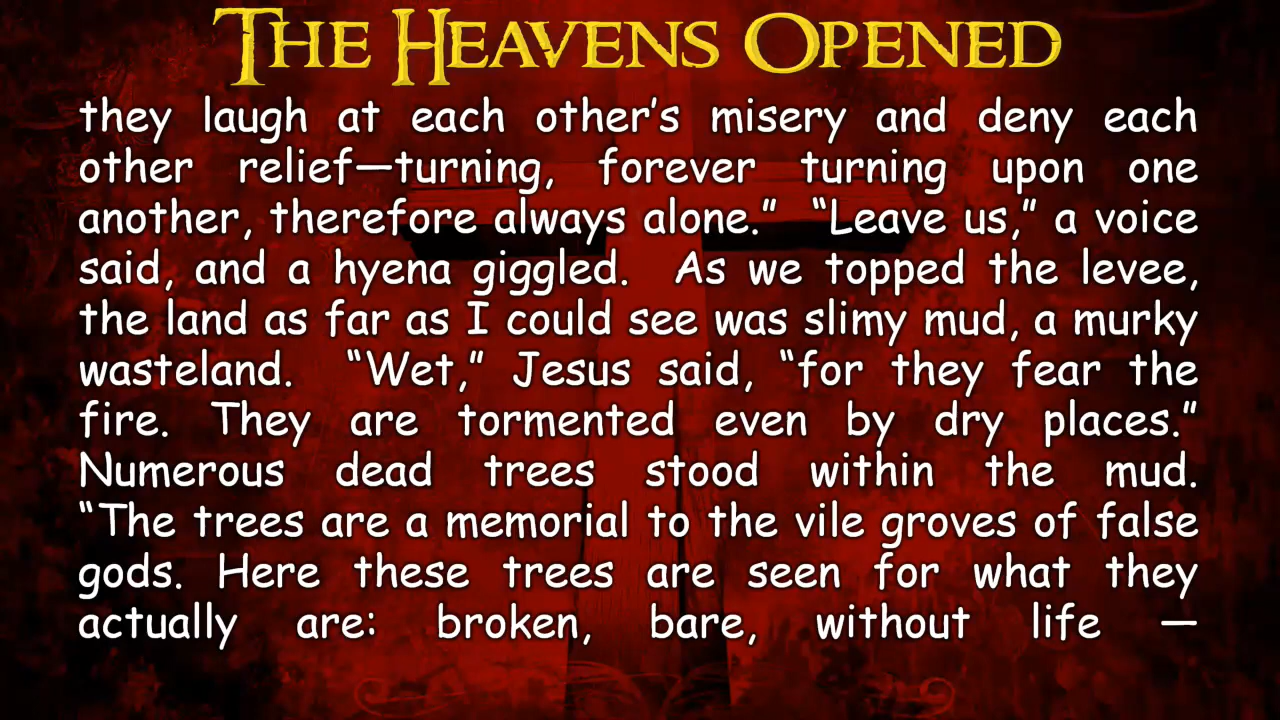 THE HEAVENS OPENED
they laugh at each other's misery and deny each
other relief—turning, forever turning upon one
another, therefore always alone.” “Leave us,” a voice
said, and a hyena giggled. As we topped the levee,
the land as far as I could see was slimy mud, a murky
wasteland. “Wet,” Jesus said, “for they fear the
fire. They are tormented even by dry places.”
Numerous dead trees stood within the mud.
“The trees are a memorial to the vile groves of false
gods. Here these trees are seen for what they
actually are: broken, bare, without life —